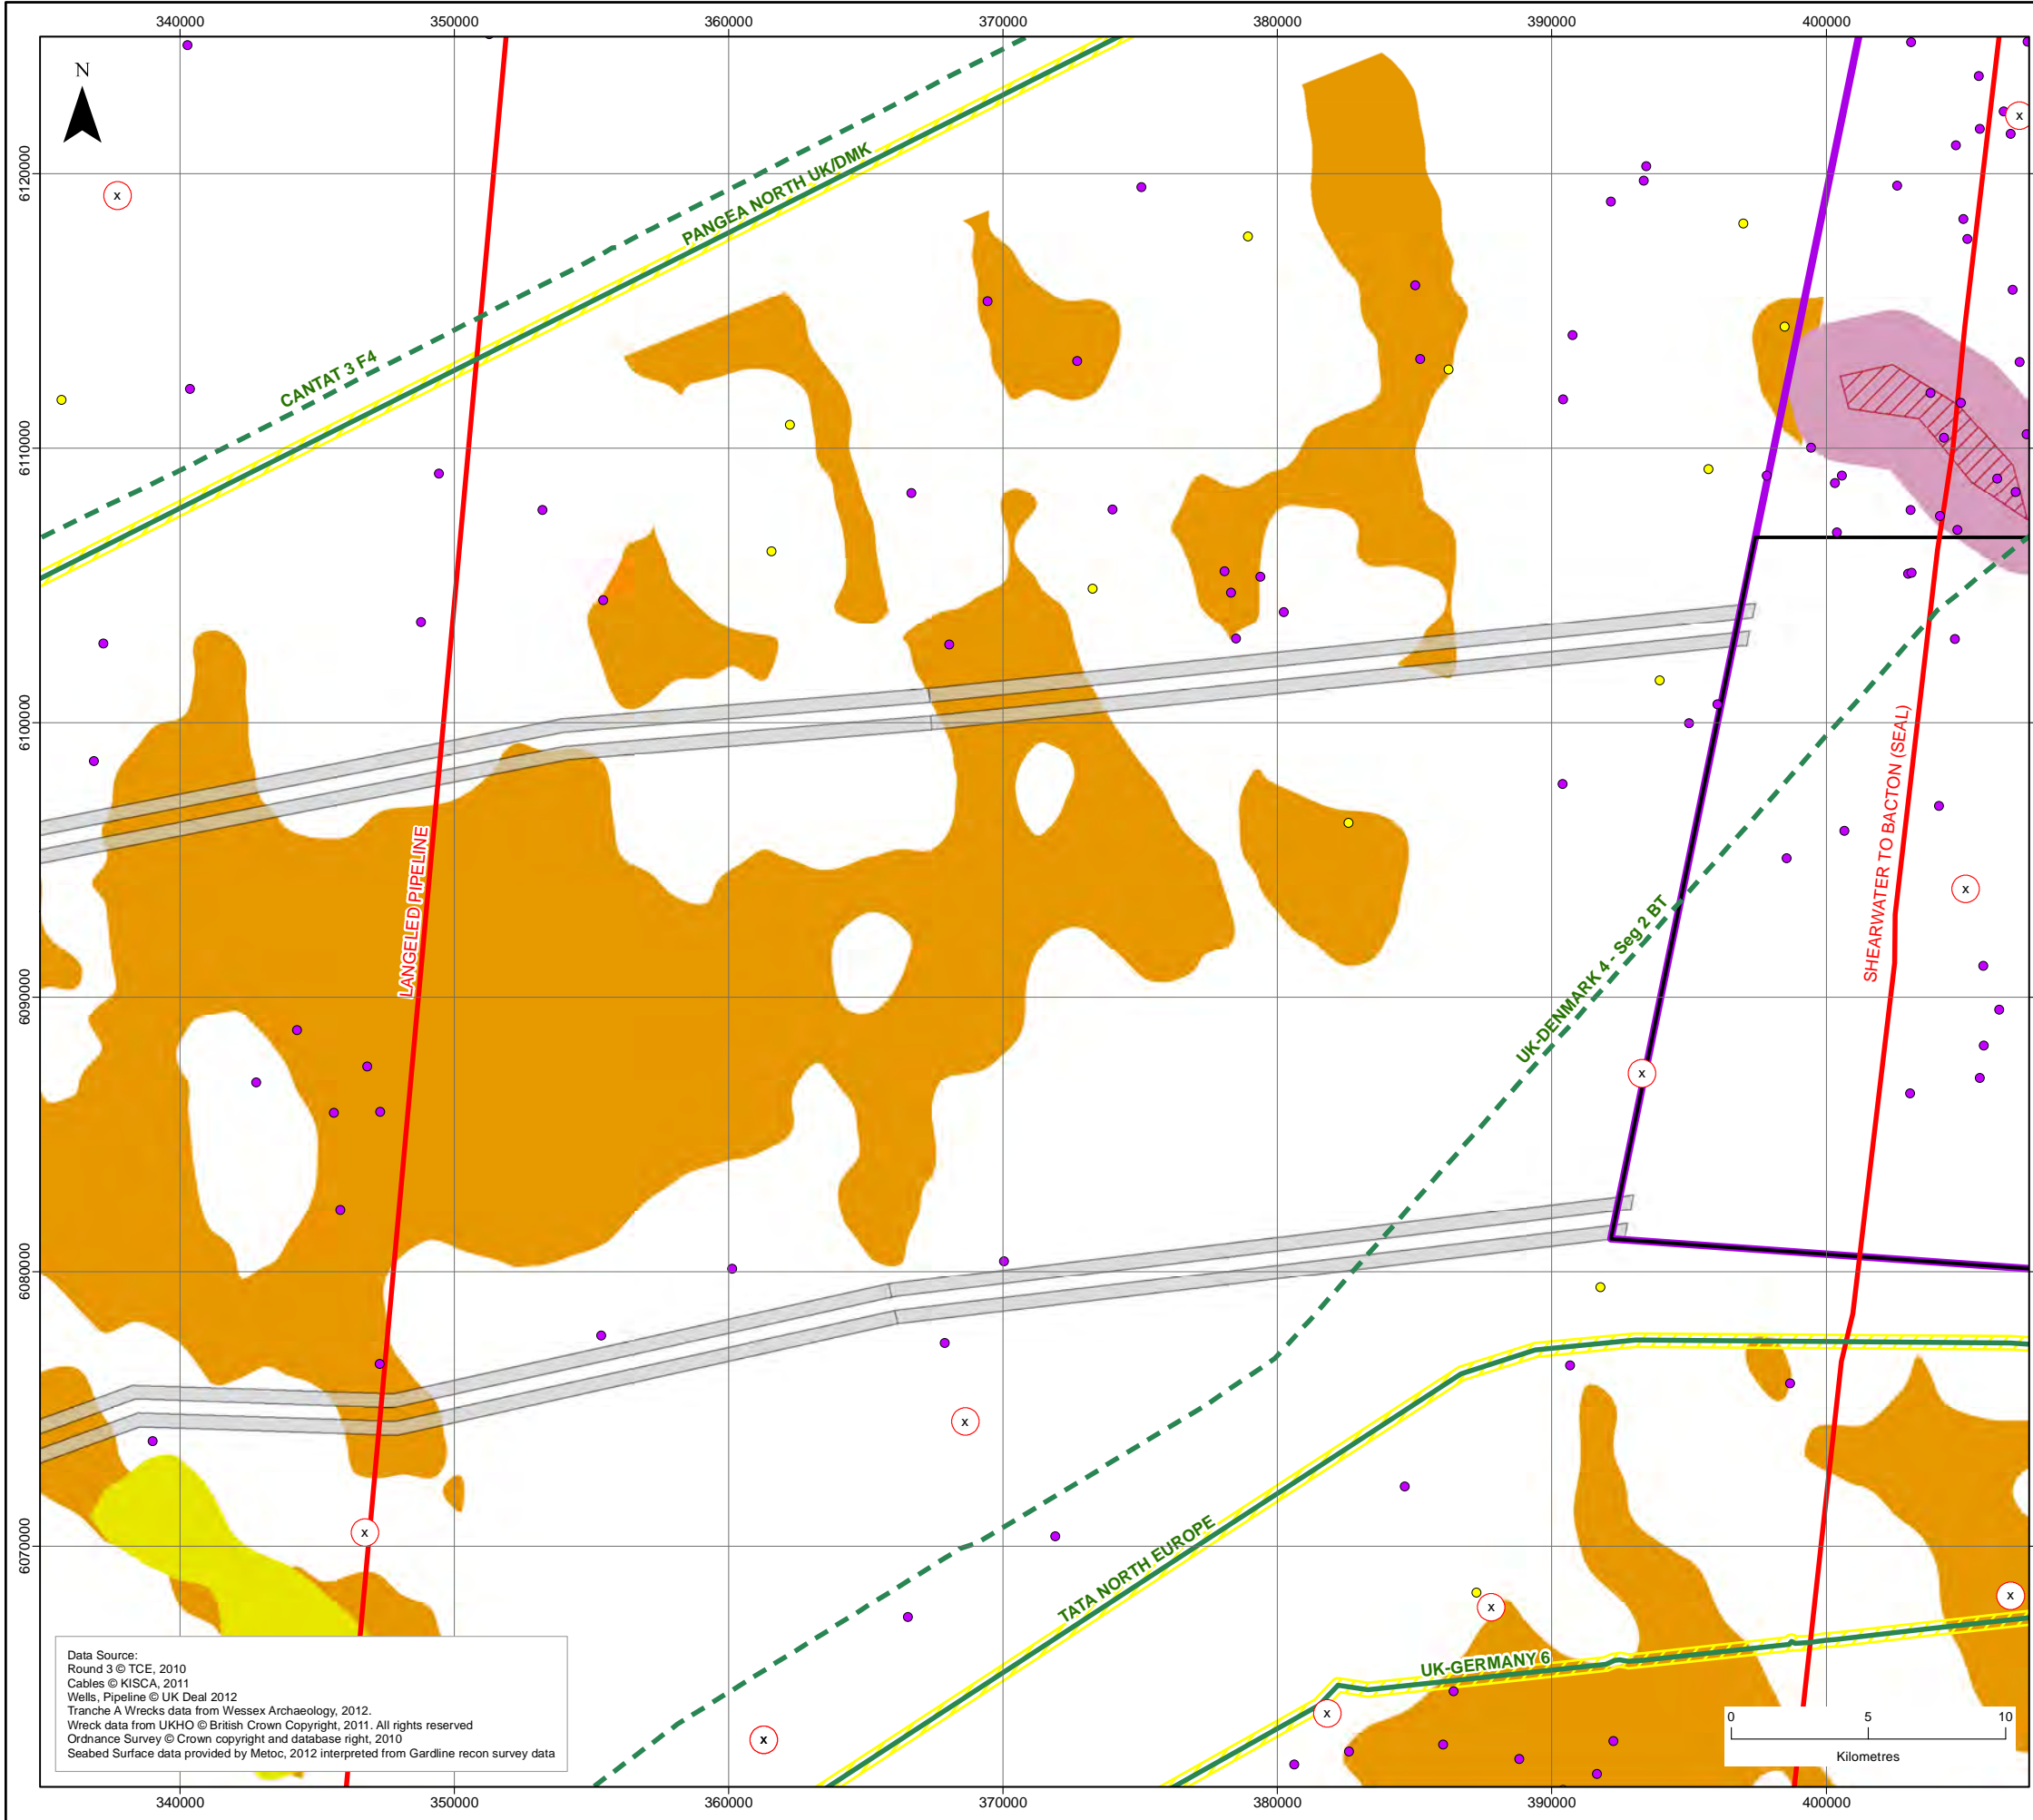 340000 350000 360000 370000 380000 390000 400000
N
6120000
6110000
6100000
6090000
6080000
6070000
CANTAT 3 F4
PANGEA NORTH UK/DMK
LANGELED PIPELINE
SHEARWATER TO BACTON (SEAL)
UK-DENMARK 4 - Seg 2 BT
TATA NORTH EUROPE
UK-GERMANY 6
x
x
x
x
x
x
x
x
x
x
Data Source:
Round 3 © TCE, 2010
Cables © KISCA, 2011
Wells, Pipeline © UK Deal 2012
Tranche A Wrecks data from Wessex Archaeology, 2012.
Wreck data from UKHO © British Crown Copyright, 2011. All rights reserved
Ordnance Survey © Crown copyright and database right, 2010
Seabed Surface data provided by Metoc, 2012 interpreted from Gardline recon survey data
0 5 10
Kilometres
340000 350000 360000 370000 380000 390000 400000